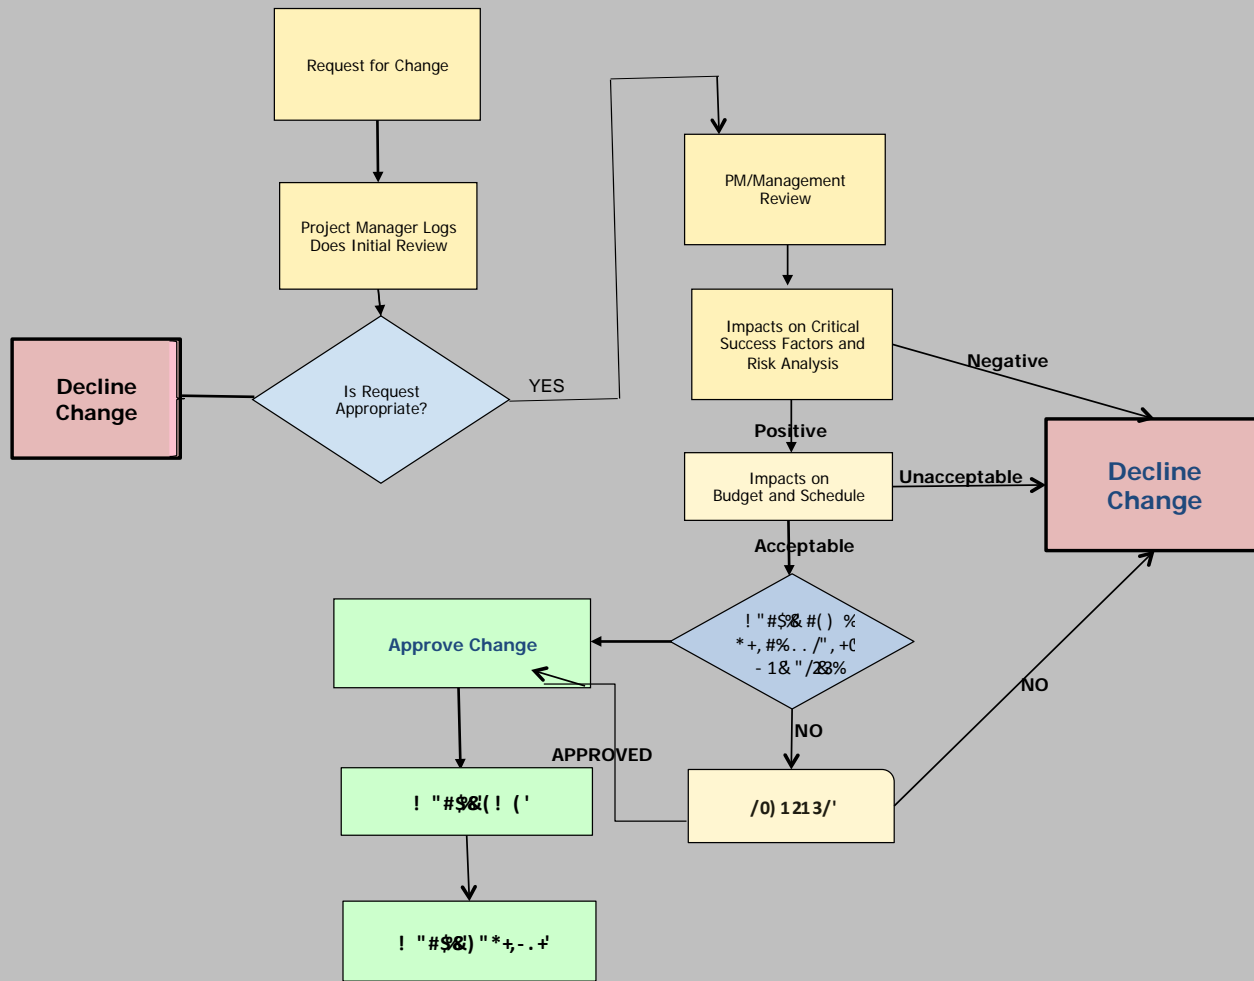 Request for Change
Project Manager Logs
Does Initial Review
Is Request
Appropriate?
YES
Decline
Change
PM/Management
Review
Impacts on Critical
Success Factors and
Risk Analysis
Negative
Positive
Impacts on
Budget and Schedule
Unacceptable
Decline
Change
Acceptable
Approve Change
NO
NO
APPROVED
/0) 1213/'